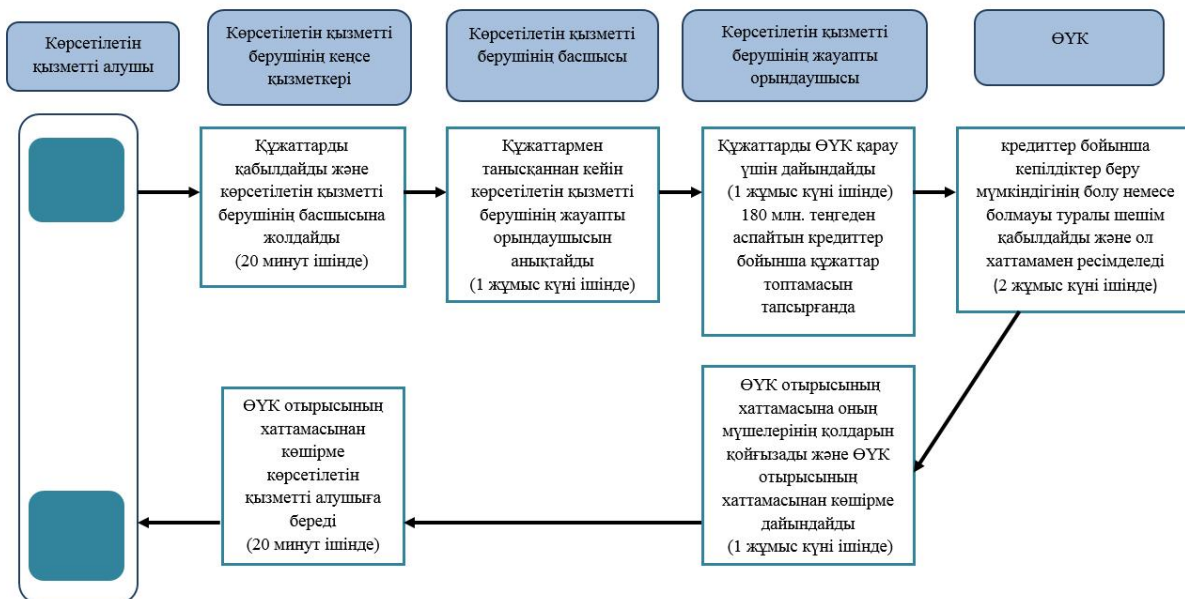 Көрсетілетін
қызметті алушы
Көрсетілетін қызметті
берушінің кеңсе
қызметкері
Көрсетілетін қызметті
берушінің басшысы
Көрсетілетін қызметті
берушінің жауапты
орындаушысы
ӨҮК
Құжаттарды
қабылдайды және
көрсетілетін қызметті
берушінің басшысына
жолдайды
(20 минут ішінде)
Құжаттармен
танысқаннан кейін
көрсетілетін қызметті
берушінің жауапты
орындаушысын
анықтайды
(1 жұмыс күні ішінде)
Құжаттарды ӨҮК қарау
үшін дайындайды
(1 жұмыс күні ішінде)
180 млн. теңгеден
аспайтын кредиттер
бойынша құжаттар
топтамасын
тапсырғанда
кредиттер бойынша
кепілдіктер беру
мүмкіндігінің болу немесе
болмауы туралы шешім
қабылдайды және ол
хаттамамен ресімделеді
(2 жұмыс күні ішінде)
ӨҮК отырысының
хаттамасынан
көшірме
көрсетілетін
қызметті алушыға
береді
(20 минут ішінде)
ӨҮК отырысының
хаттамасына оның
мүшелерінің қолдарын
қойғызады және ӨҮК
отырысының
хаттамасынан көшірме
дайындайды
(1 жұмыс күні ішінде)